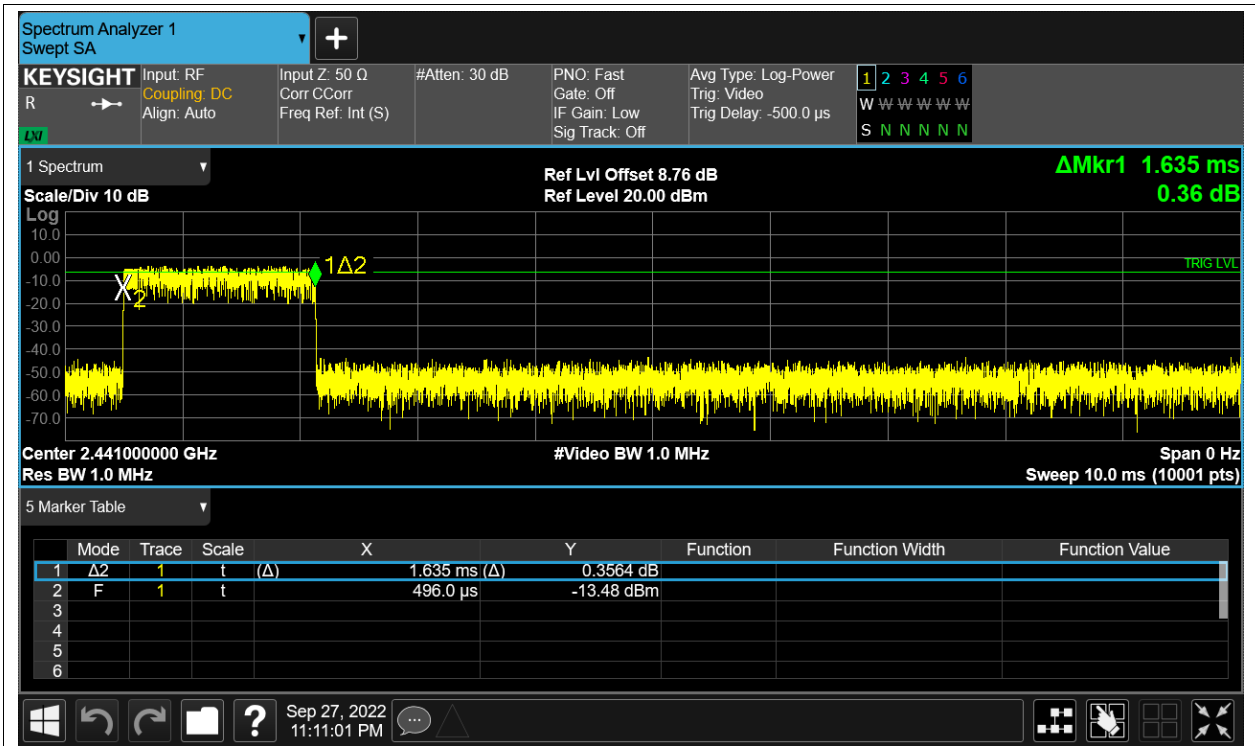 Spectrum Analyzer 1
Swept SA
+
KEYSIGHT Input: RF Input Z: 50 Ω #Atten: 30 dB PNO: Fast Avg Type: Log-Power 1 2 3 4 5 6
R Coupling: DC Corr CCorr Gate: Off Trig: Video W W W W W W
Align: Auto Freq Ref: Int (S) IF Gain: Low Trig Delay: -500.0 µs
LXI Sig Track: Off S N N N N N
1 Spectrum Ref Lvl Offset 8.76 dB ΔMkr1 1.635 ms
Scale/Div 10 dB Ref Level 20.00 dBm 0.36 dB
Log
10.0
0.00 1Δ2 TRIG LVL
-10.0
X2
-20.0
-30.0
-40.0
-50.0
-60.0
-70.0
Center 2.441000000 GHz #Video BW 1.0 MHz Span 0 Hz
Res BW 1.0 MHz Sweep 10.0 ms (10001 pts)
5 Marker Table
Mode Trace Scale X Y Function Function Width Function Value
1 Δ2 1 t (Δ) 1.635 ms (Δ) 0.3564 dB
2 F 1 t 496.0 µs -13.48 dBm
3
4
5
6
? Sep 27, 2022
11:11:01 PM